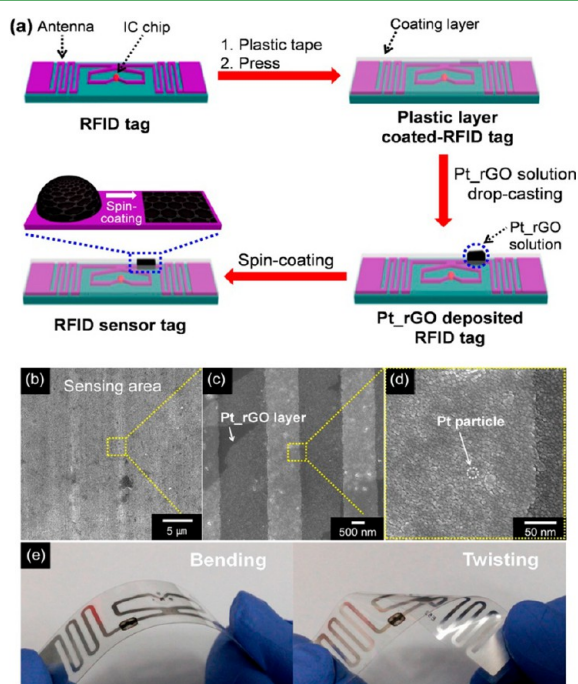 (a)
Antenna
IC chip
RFID tag
1. Plastic tape
2. Press
Coating layer
Plastic layer
coated-RFID tag
Pt_rGO solution
drop-casting
Pt_rGO
solution
Pt_rGO deposited
RFID tag
Spin-coating
Spin-
coating
RFID sensor tag
(b)
Sensing area
5 μm
(c)
Pt_rGO layer
500 nm
(d)
Pt particle
50 nm
(e)
Bending
Twisting